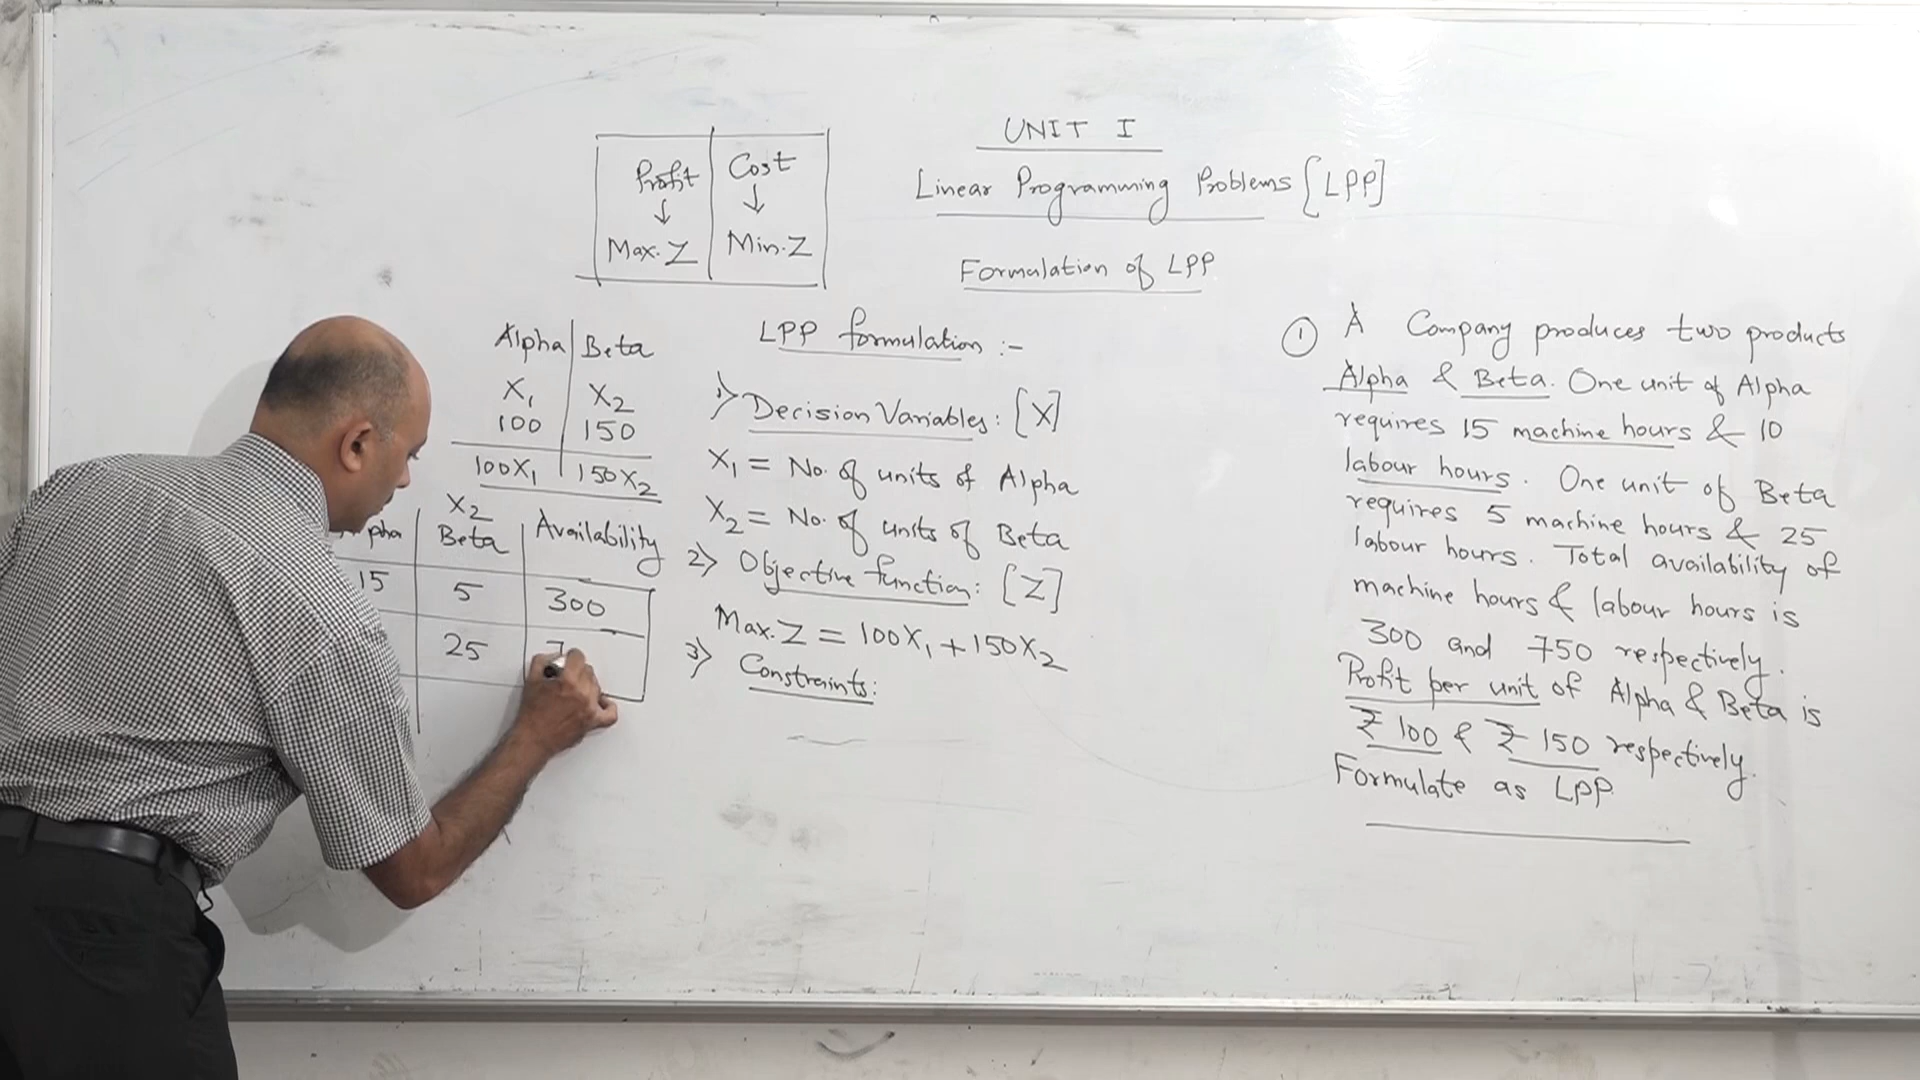 UNIT I
Linear Programming Problems [LPP]
Formulation of LPP
Profit Cost
↓ ↓
Max. Z Min. Z
Alpha Beta
X₁ X₂
100 150
100X₁ 150X₂
X₂
pha Beta Availability
15 5 300
25 7
LPP formulation :-
1) Decision Variables : [X]
X₁ = No. of units of Alpha
X₂ = No. of units of Beta
2) Objective function : [Z]
Max. Z = 100X₁ + 150X₂
3) Constraints :
① A Company produces two products
Alpha & Beta. One unit of Alpha
requires 15 machine hours & 10
labour hours. One unit of Beta
requires 5 machine hours & 25
labour hours. Total availability of
machine hours & labour hours is
300 and 750 respectively.
Profit per unit of Alpha & Beta is
₹ 100 & ₹ 150 respectively.
Formulate as LPP.